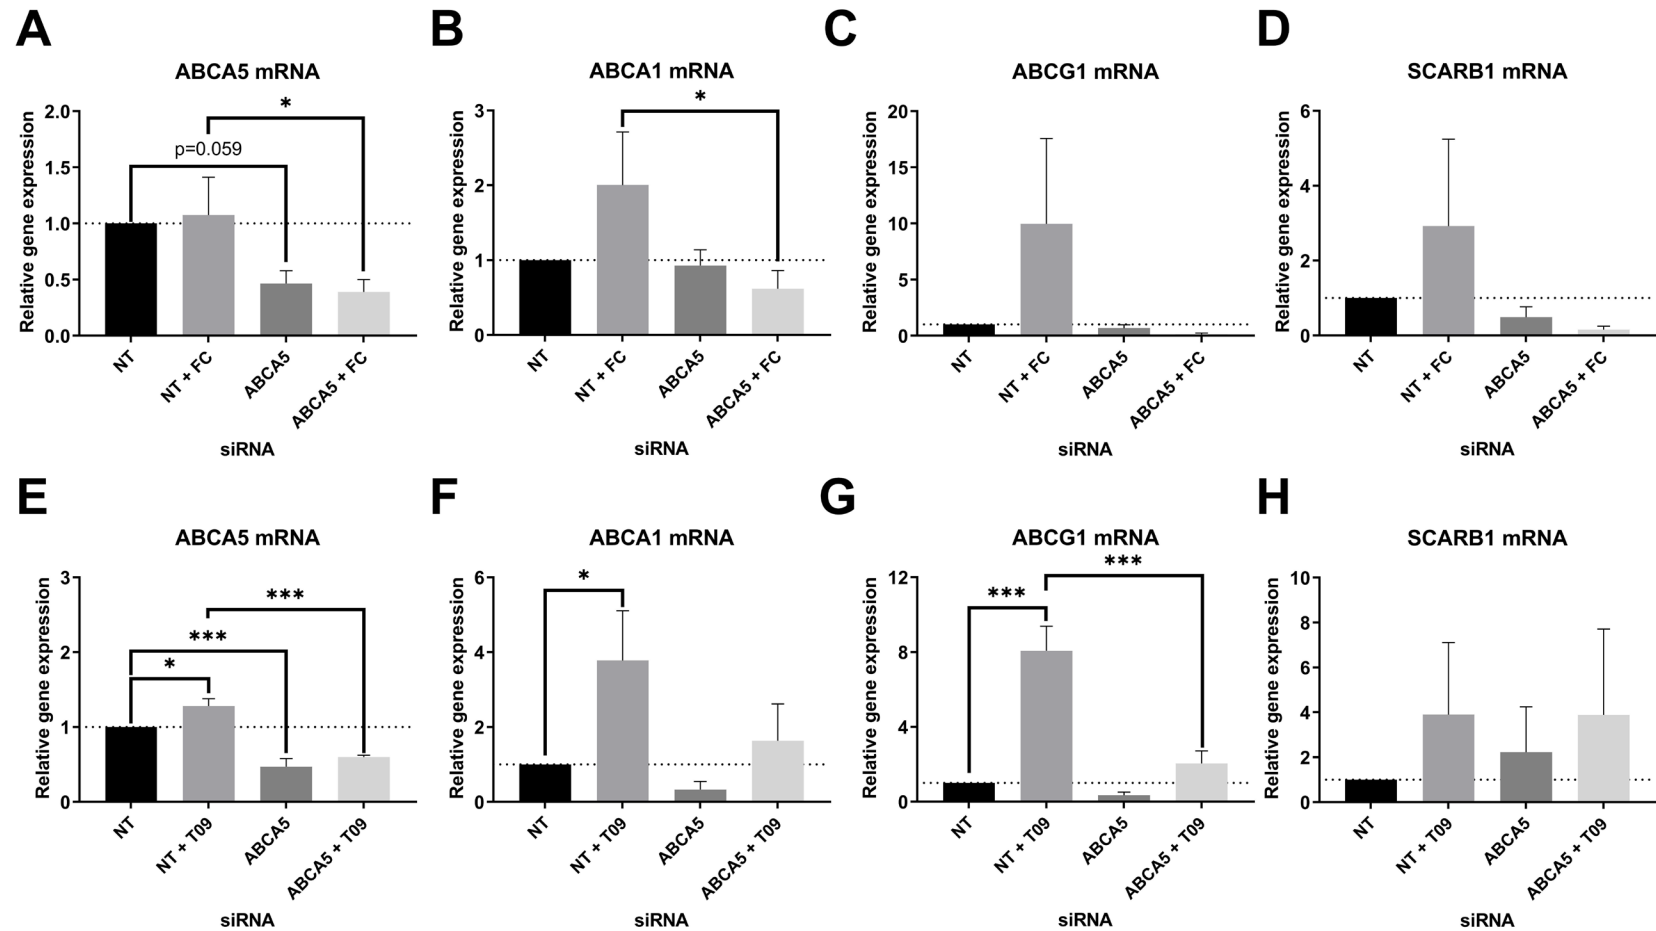 A
B
C
D
ABCA5 mRNA
ABCA1 mRNA
ABCG1 mRNA
SCARB1 mRNA
Relative gene expression
2.0
1.5
1.0
0.5
0.0
*
p=0.059
NT
NT + FC
ABCA5
ABCA5 + FC
siRNA
Relative gene expression
3
2
1
0
*
NT
NT + FC
ABCA5
ABCA5 + FC
siRNA
Relative gene expression
20
15
10
5
0
NT
NT + FC
ABCA5
ABCA5 + FC
siRNA
Relative gene expression
6
4
2
0
NT
NT + FC
ABCA5
ABCA5 + FC
siRNA
E
F
G
H
ABCA5 mRNA
ABCA1 mRNA
ABCG1 mRNA
SCARB1 mRNA
Relative gene expression
3
2
1
0
***
***
*
NT
NT + T09
ABCA5
ABCA5 + T09
siRNA
Relative gene expression
6
4
2
0
*
NT
NT + T09
ABCA5
ABCA5 + T09
siRNA
Relative gene expression
12
8
4
0
***
***
NT
NT + T09
ABCA5
ABCA5 + T09
siRNA
Relative gene expression
10
8
6
4
2
0
NT
NT + T09
ABCA5
ABCA5 + T09
siRNA